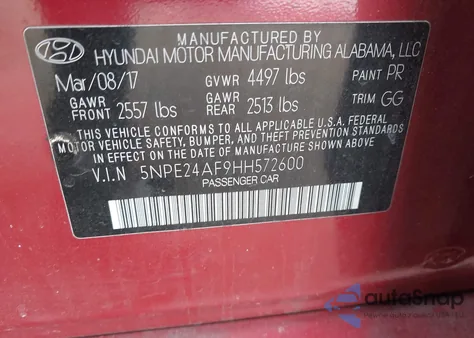 MANUFACTURED BY
HYUNDAI MOTOR MANUFACTURING ALABAMA, LLC
Mar/08/17 GVWR 4497 lbs PAINT PR
GAWR FRONT 2557 lbs GAWR REAR 2513 lbs TRIM GG
THIS VEHICLE CONFORMS TO ALL APPLICABLE U.S.A. FEDERAL
MOTOR VEHICLE SAFETY, BUMPER, AND THEFT PREVENTION
STANDARDS IN EFFECT ON THE DATE OF MANUFACTURE SHOWN ABOVE.
V.I.N 5NPE24AF9HH572600
PASSENGER CAR
autoSnap